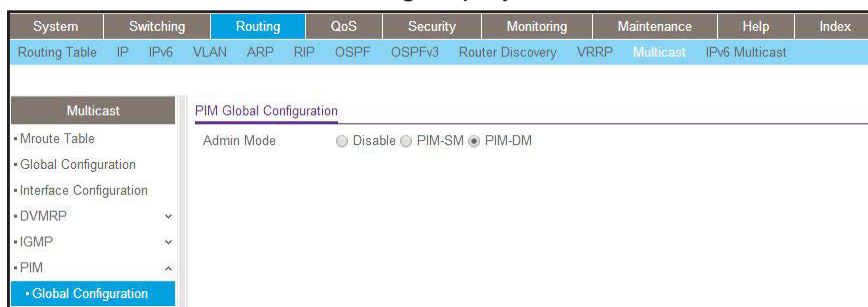 System Switching Routing QoS Security Monitoring Maintenance Help Index
Routing Table IP IPv6 VLAN ARP RIP OSPF OSPFv3 Router Discovery VRRP Multicast IPv6 Multicast
Multicast
Mroute Table
Global Configuration
Interface Configuration
DVMRP
IGMP
PIM
Global Configuration
PIM Global Configuration
Admin Mode Disable PIM-SM PIM-DM